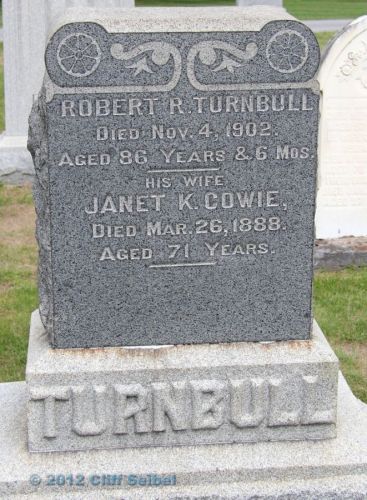 ROBERT R. TURNBULL
DIED NOV. 4, 1902.
AGED 86 YEARS & 6 MOS.
HIS WIFE
JANET K. COWIE,
DIED MAR. 26, 1888.
AGED 71 YEARS.
TURNBULL
© 2012 Cliff Seibel